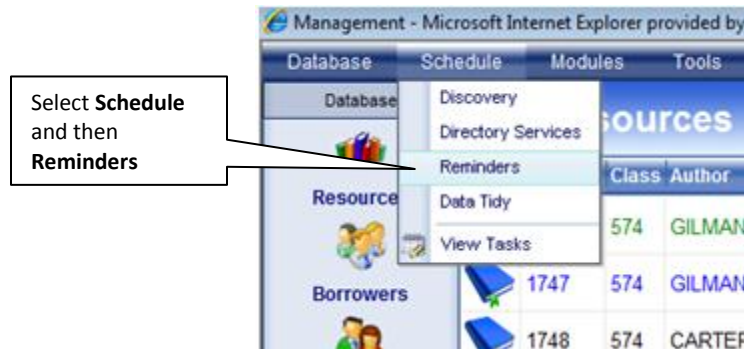 Management - Microsoft Internet Explorer provided by
Database Schedule Modules Tools
Select Schedule
and then
Reminders
Database
Discovery
Directory Services
Reminders
Data Tidy
View Tasks
ources
Class Author
Resource
574 GILMAN
Borrowers
1747 574 GILMAN
1748 574 CARTER